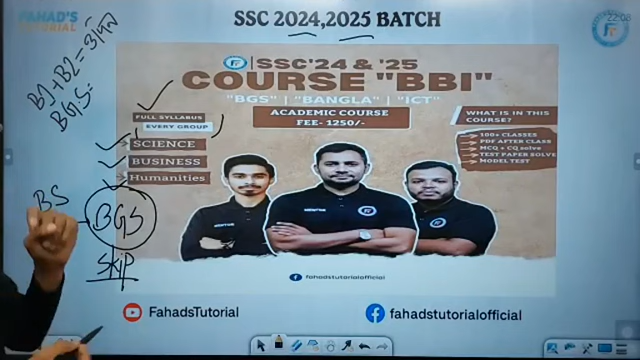 FAHAD'S
TUTORIAL
SSC 2024,2025 BATCH
22:08
B1+B2=
BGS=
SSC'24 & '25
COURSE "BBI"
"BGS" | "BANGLA" | "ICT"
FULL SYLLABUS
EVERY GROUP
SCIENCE
BUSINESS
Humanities
ACADEMIC COURSE
FEE- 1250/-
WHAT IS IN THIS
COURSE?
100+ CLASSES
PDF AFTER CLASS
MCQ + CQ solve
TEST PAPER SOLVE
MODEL TEST
BS
BGS
Skip
fahadstutorialofficial
FahadsTutorial
fahadstutorialofficial